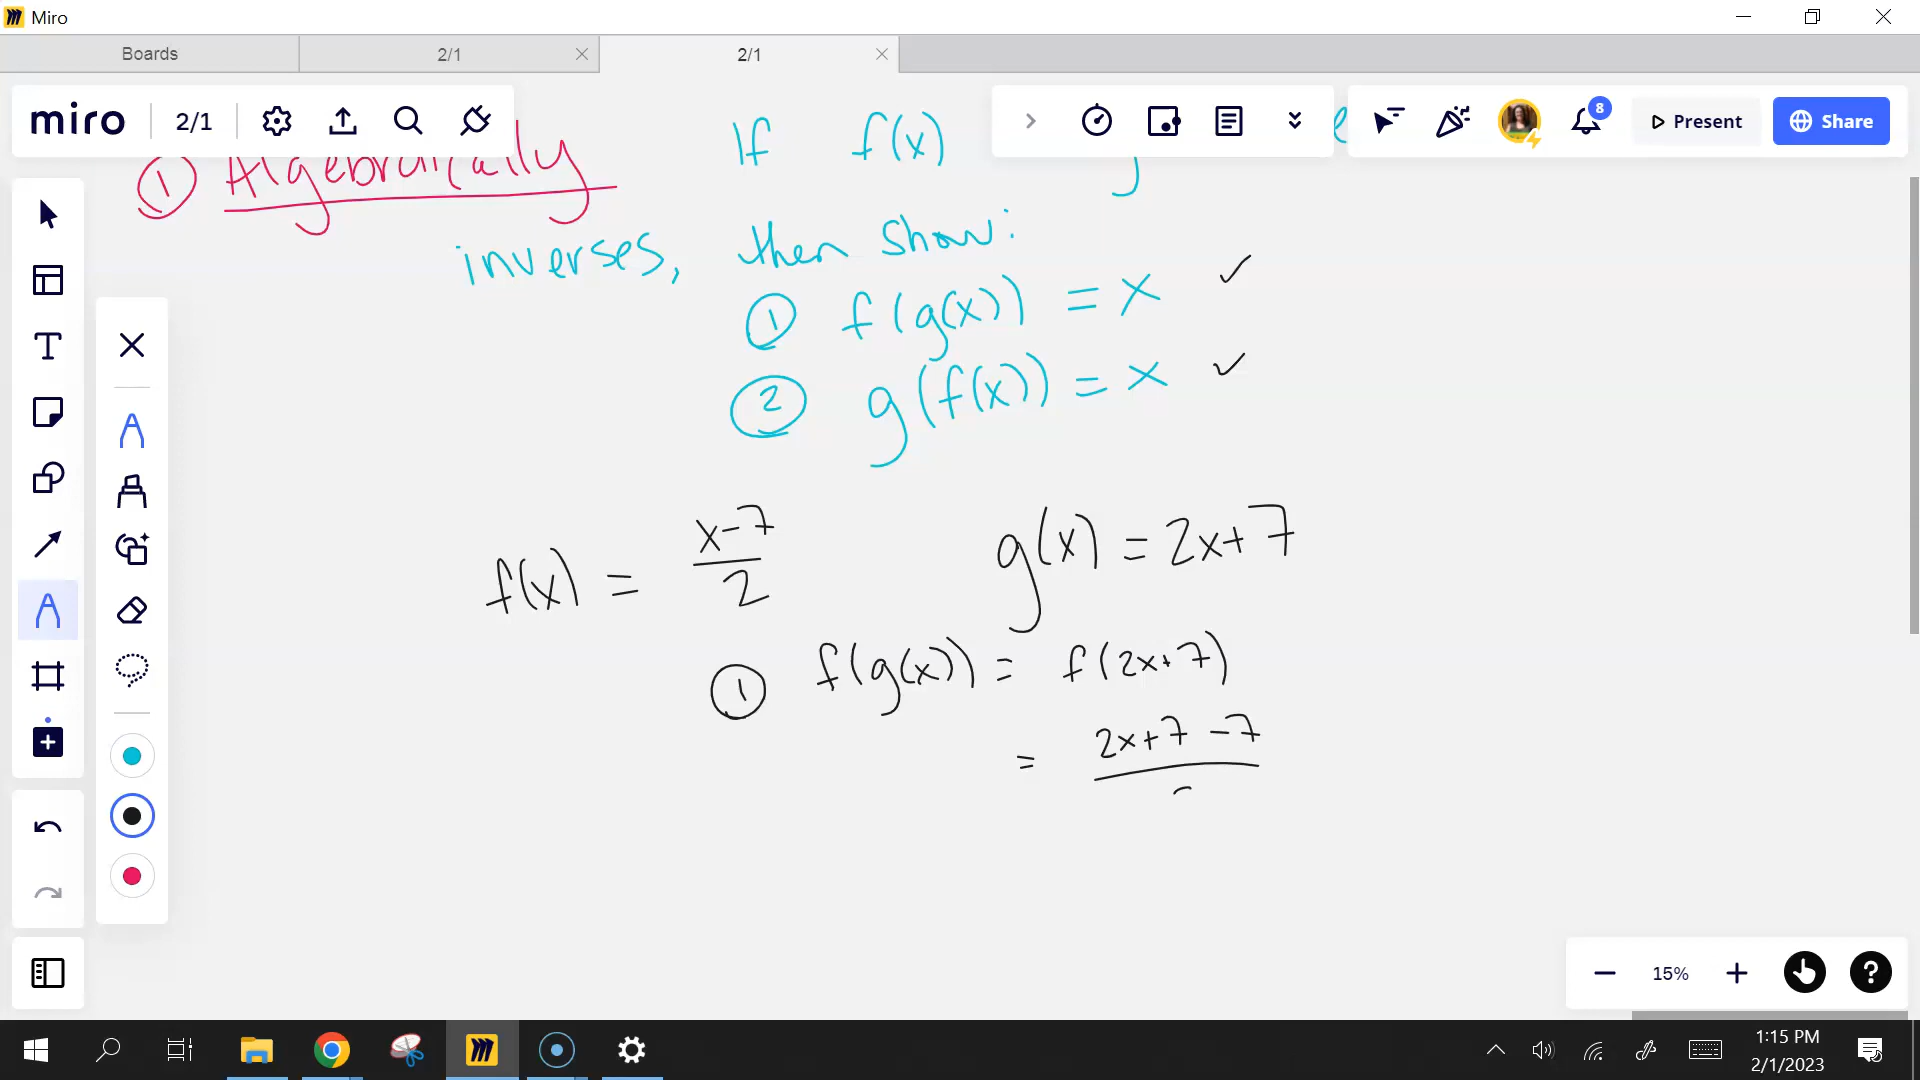 Miro
Boards
2/1
2/1
miro
2/1
8
Present
Share
① Algebraically
If f(x)
inverses, then show:
① f(g(x)) = x ✓
② g(f(x)) = x ✓
f(x) = x-7 / 2
g(x) = 2x+7
① f(g(x)) = f(2x+7)
= 2x+7 -7
15%
?
1:15 PM
2/1/2023